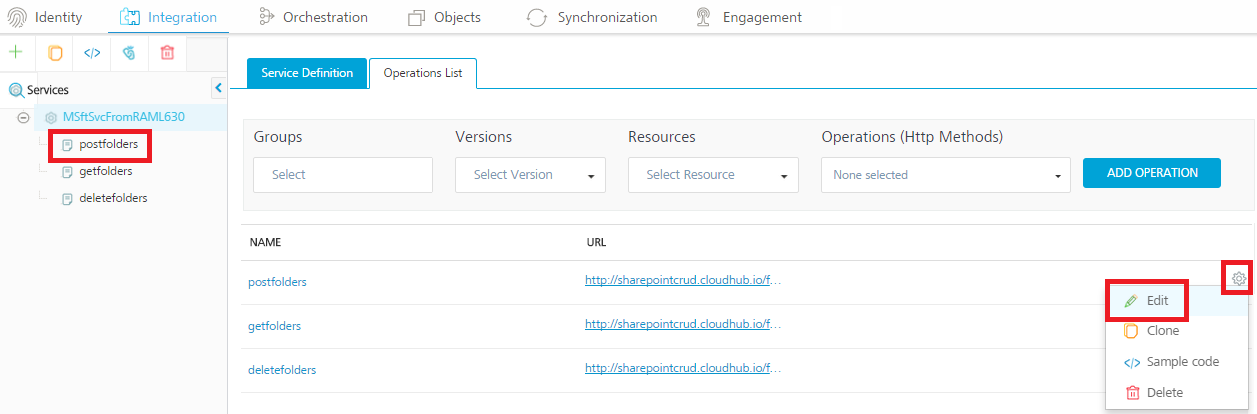 Identity Integration Orchestration Objects Synchronization Engagement
Services
MSftSvcFromRAML630
postfolders
getfolders
deletefolders
Service Definition Operations List
Groups Versions Resources Operations (Http Methods)
Select Select Version Select Resource None selected ADD OPERATION
NAME URL
postfolders http://sharepointcrud.cloudhub.io/f...
getfolders http://sharepointcrud.cloudhub.io/f...
deletefolders http://sharepointcrud.cloudhub.io/f...
Edit
Clone
Sample code
Delete